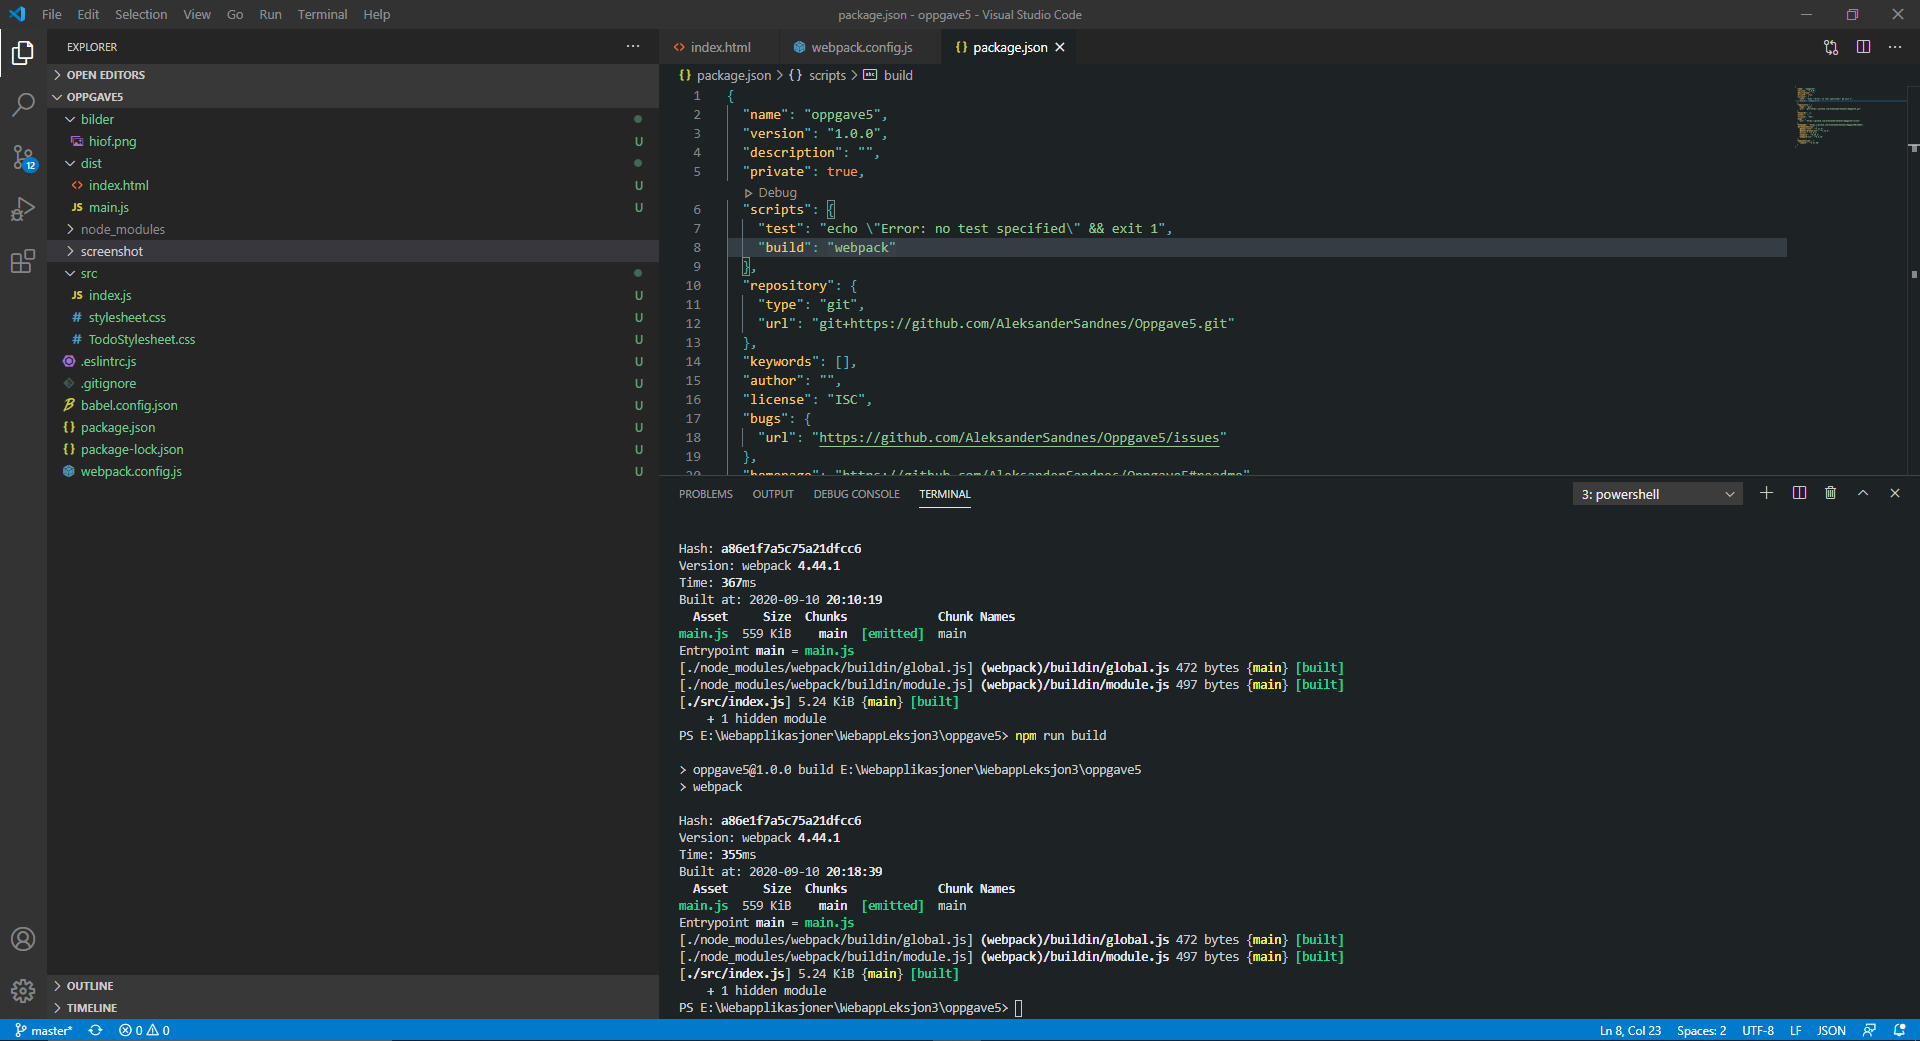 File Edit Selection View Go Run Terminal Help
package.json - oppgave5 - Visual Studio Code
EXPLORER
OPEN EDITORS
OPPGAVE5
bilder
hiof.png U
dist
index.html U
JS main.js U
node_modules
screenshot
src
JS index.js U
# stylesheet.css U
# TodoStylesheet.css U
.eslintrc.js U
.gitignore U
babel.config.json U
{} package.json U
{} package-lock.json U
webpack.config.js U
12
OUTLINE
TIMELINE
index.html webpack.config.js {} package.json
{} package.json > {} scripts > abc build
1 {
2 "name": "oppgave5",
3 "version": "1.0.0",
4 "description": "",
5 "private": true,
Debug
6 "scripts": {
7 "test": "echo \"Error: no test specified\" && exit 1",
8 "build": "webpack"
9 },
10 "repository": {
11 "type": "git",
12 "url": "git+https://github.com/AleksanderSandnes/Oppgave5.git"
13 },
14 "keywords": [],
15 "author": "",
16 "license": "ISC",
17 "bugs": {
18 "url": "https://github.com/AleksanderSandnes/Oppgave5/issues"
19 },
20 "homepage": "https://github.com/AleksanderSandnes/Oppgave5#readme"
PROBLEMS OUTPUT DEBUG CONSOLE TERMINAL
3: powershell
Hash: a86e1f7a5c75a21dfcc6
Version: webpack 4.44.1
Time: 367ms
Built at: 2020-09-10 20:10:19
Asset Size Chunks Chunk Names
main.js 559 KiB main [emitted] main
Entrypoint main = main.js
[./node_modules/webpack/buildin/global.js] (webpack)/buildin/global.js 472 bytes {main} [built]
[./node_modules/webpack/buildin/module.js] (webpack)/buildin/module.js 497 bytes {main} [built]
[./src/index.js] 5.24 KiB {main} [built]
+ 1 hidden module
PS E:\Webapplikasjoner\WebappLeksjon3\oppgave5> npm run build
> oppgave5@1.0.0 build E:\Webapplikasjoner\WebappLeksjon3\oppgave5
> webpack
Hash: a86e1f7a5c75a21dfcc6
Version: webpack 4.44.1
Time: 355ms
Built at: 2020-09-10 20:18:39
Asset Size Chunks Chunk Names
main.js 559 KiB main [emitted] main
Entrypoint main = main.js
[./node_modules/webpack/buildin/global.js] (webpack)/buildin/global.js 472 bytes {main} [built]
[./node_modules/webpack/buildin/module.js] (webpack)/buildin/module.js 497 bytes {main} [built]
[./src/index.js] 5.24 KiB {main} [built]
+ 1 hidden module
PS E:\Webapplikasjoner\WebappLeksjon3\oppgave5>
master* 0 0
Ln 8, Col 23 Spaces: 2 UTF-8 LF JSON